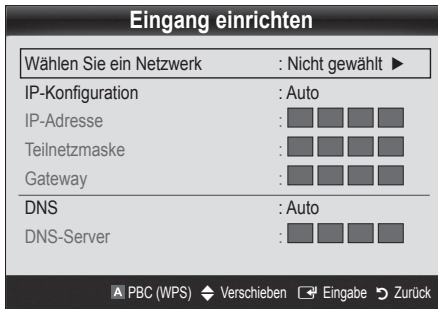 Eingang einrichten
Wählen Sie ein Netzwerk : Nicht gewählt ►
IP-Konfiguration : Auto
IP-Adresse :
Teilnetzmaske :
Gateway :
DNS : Auto
DNS-Server :
A PBC (WPS) Verschieben Eingabe Zurück